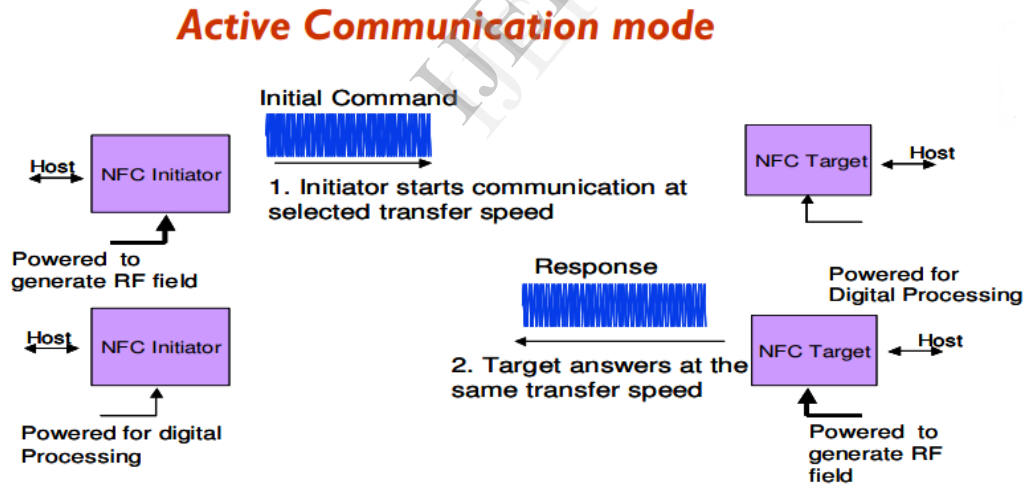 Active Communication mode
IJER
Initial Command
Host
NFC Initiator
1. Initiator starts communication at
selected transfer speed
NFC Target
Host
Powered to
generate RF field
Response
Powered for
Digital Processing
Host
NFC Initiator
2. Target answers at the
same transfer speed
NFC Target
Host
Powered for digital
Processing
Powered to
generate RF
field